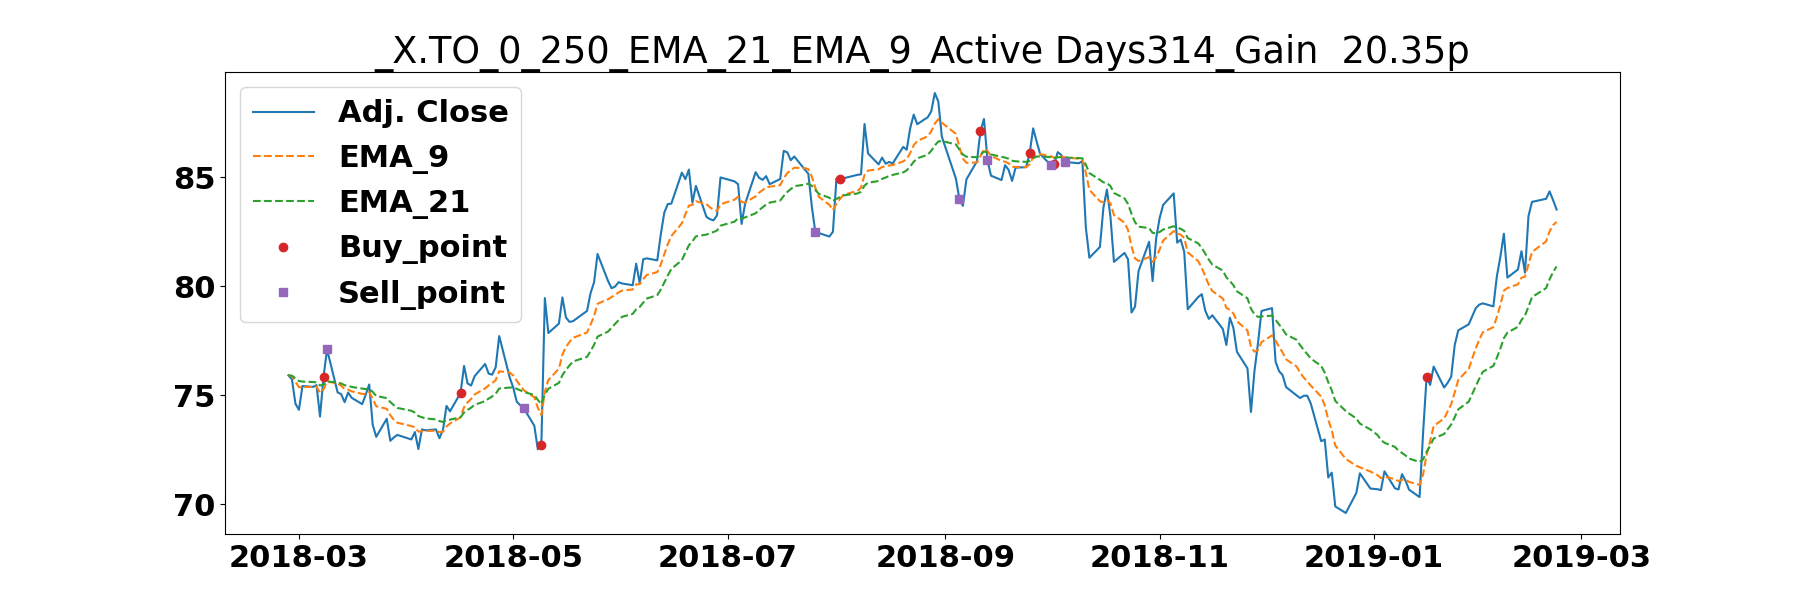 _X.TO_0_250_EMA_21_EMA_9_Active Days314_Gain  20.35p
Adj. Close
EMA_9
EMA_21
Buy_point
Sell_point
85
80
75
70
2018-03 2018-05 2018-07 2018-09 2018-11 2019-01 2019-03